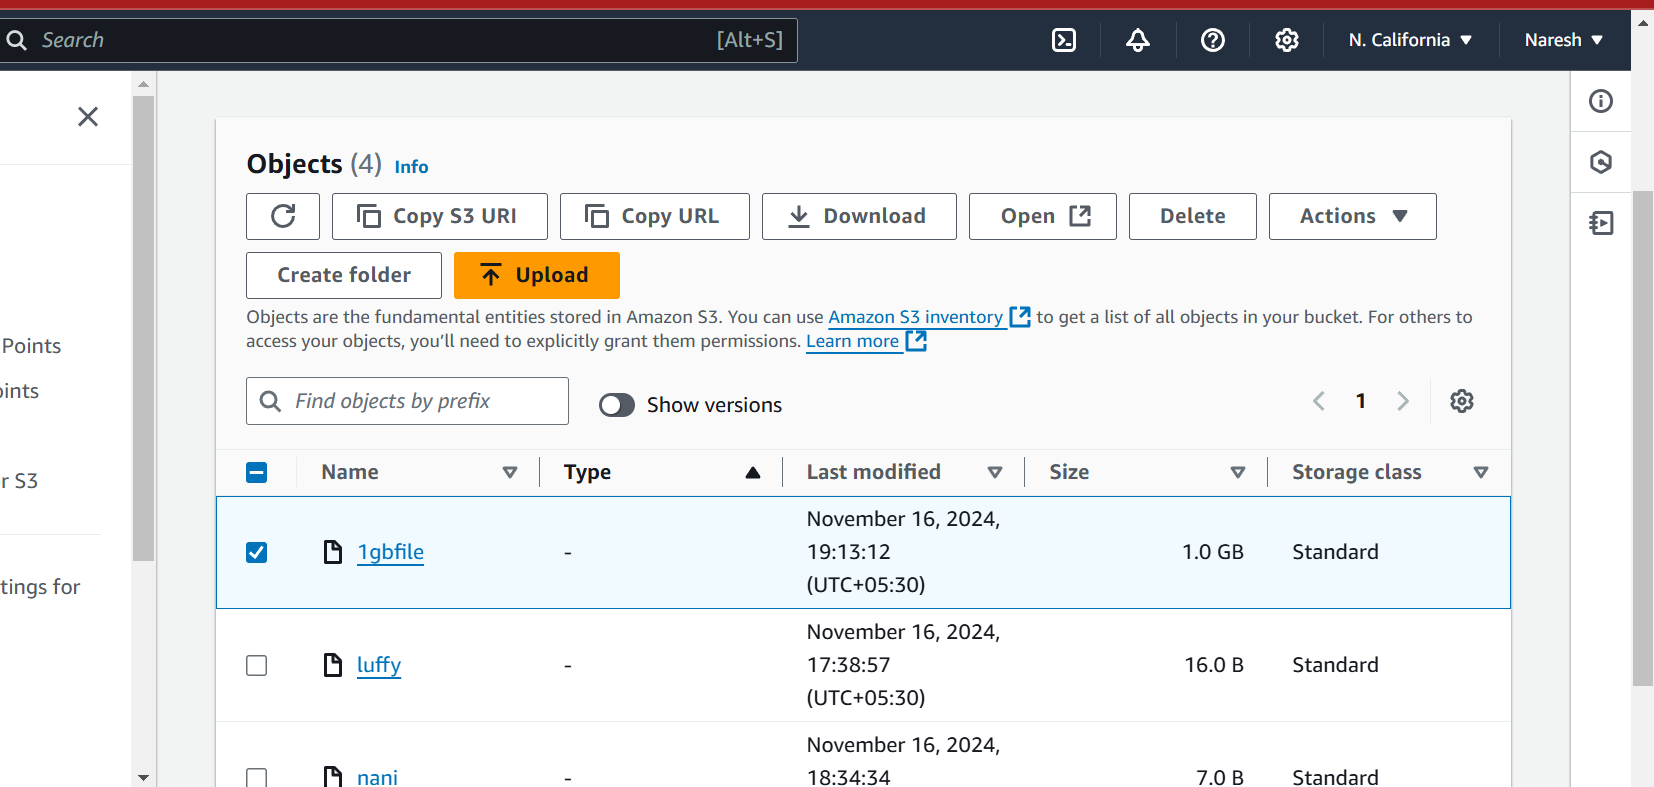 Search [Alt+S] N. California Naresh
Objects (4) Info
Copy S3 URI Copy URL Download Open Delete Actions
Create folder Upload
Objects are the fundamental entities stored in Amazon S3. You can use Amazon S3 inventory to get a list of all objects in your bucket. For others to
access your objects, you’ll need to explicitly grant them permissions. Learn more
Points
oints
r S3
tings for
Find objects by prefix Show versions 1
Name Type Last modified Size Storage class
November 16, 2024,
1gbfile - 19:13:12 1.0 GB Standard
(UTC+05:30)
November 16, 2024,
luffy - 17:38:57 16.0 B Standard
(UTC+05:30)
November 16, 2024,
nani - 18:34:34 7.0 B Standard